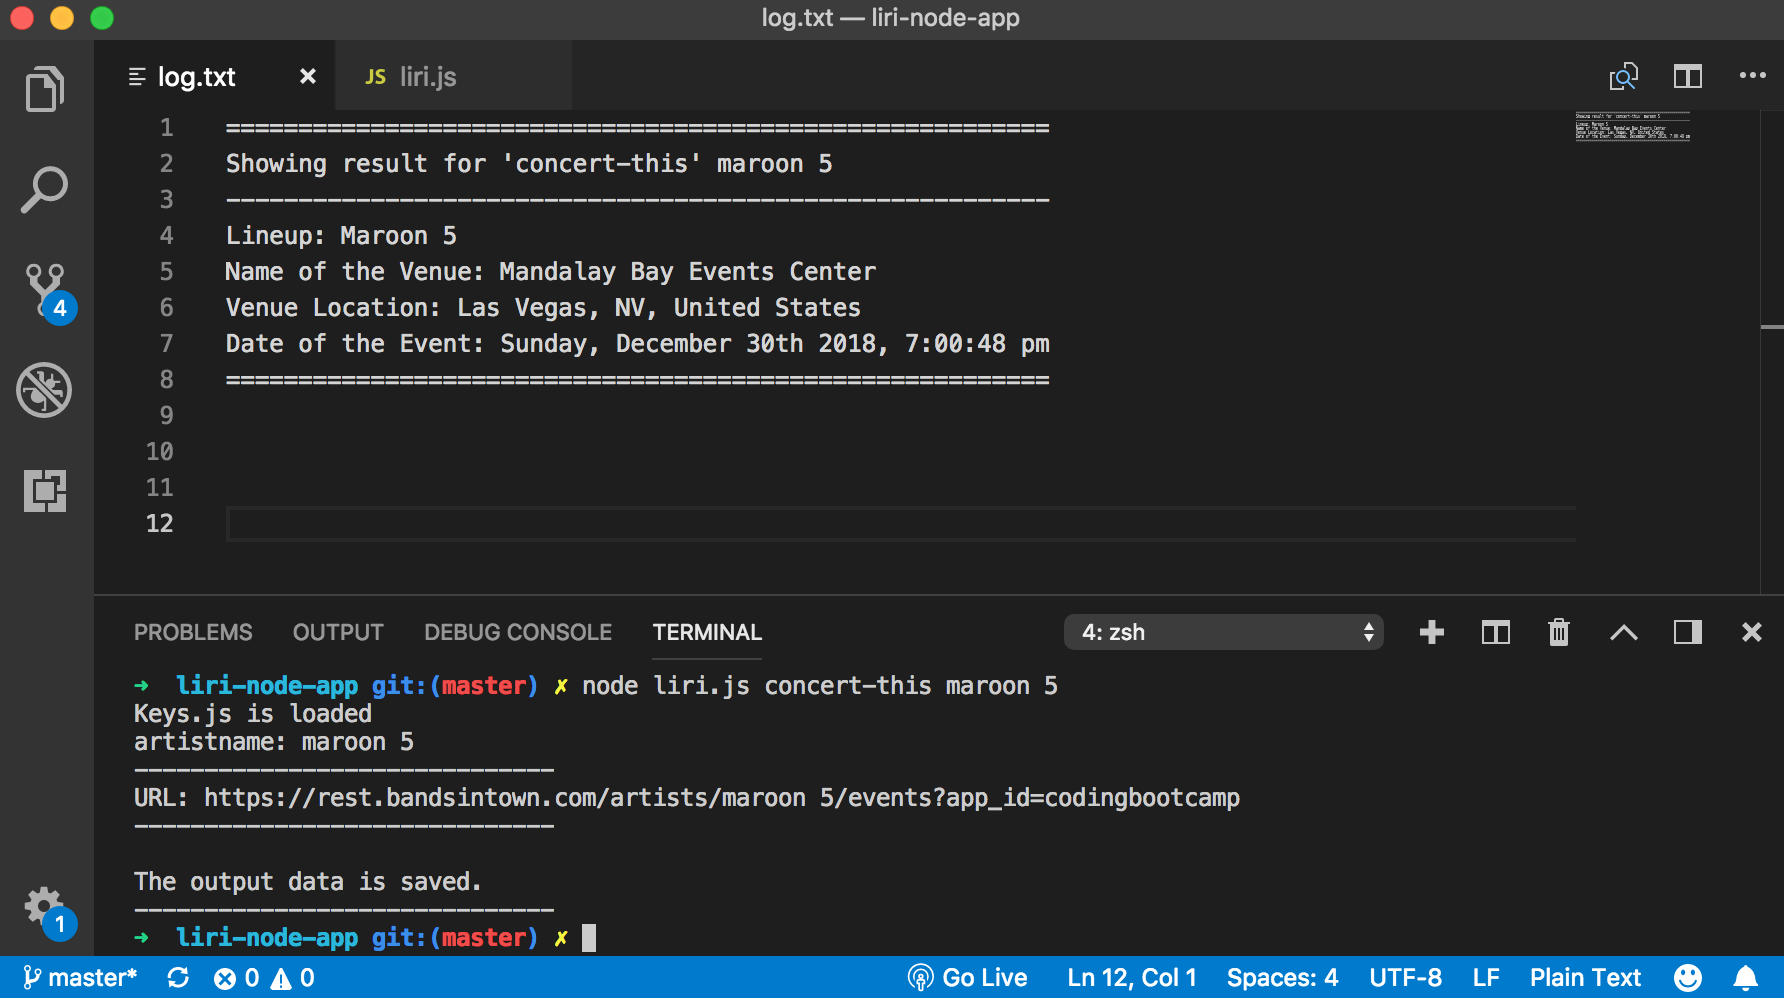 log.txt — liri-node-app
log.txt
JS liri.js
1 =========================================================
2 Showing result for 'concert-this' maroon 5
3 ---------------------------------------------------------
4 Lineup: Maroon 5
5 Name of the Venue: Mandalay Bay Events Center
6 Venue Location: Las Vegas, NV, United States
7 Date of the Event: Sunday, December 30th 2018, 7:00:48 pm
8 =========================================================
9
10
11
12
4
1
PROBLEMS OUTPUT DEBUG CONSOLE TERMINAL 4: zsh
➜ liri-node-app git:(master) ✗ node liri.js concert-this maroon 5
Keys.js is loaded
artistname: maroon 5
------------------------------
URL: https://rest.bandsintown.com/artists/maroon 5/events?app_id=codingbootcamp
------------------------------
The output data is saved.
------------------------------
➜ liri-node-app git:(master) ✗
master* 0 0 Go Live Ln 12, Col 1 Spaces: 4 UTF-8 LF Plain Text